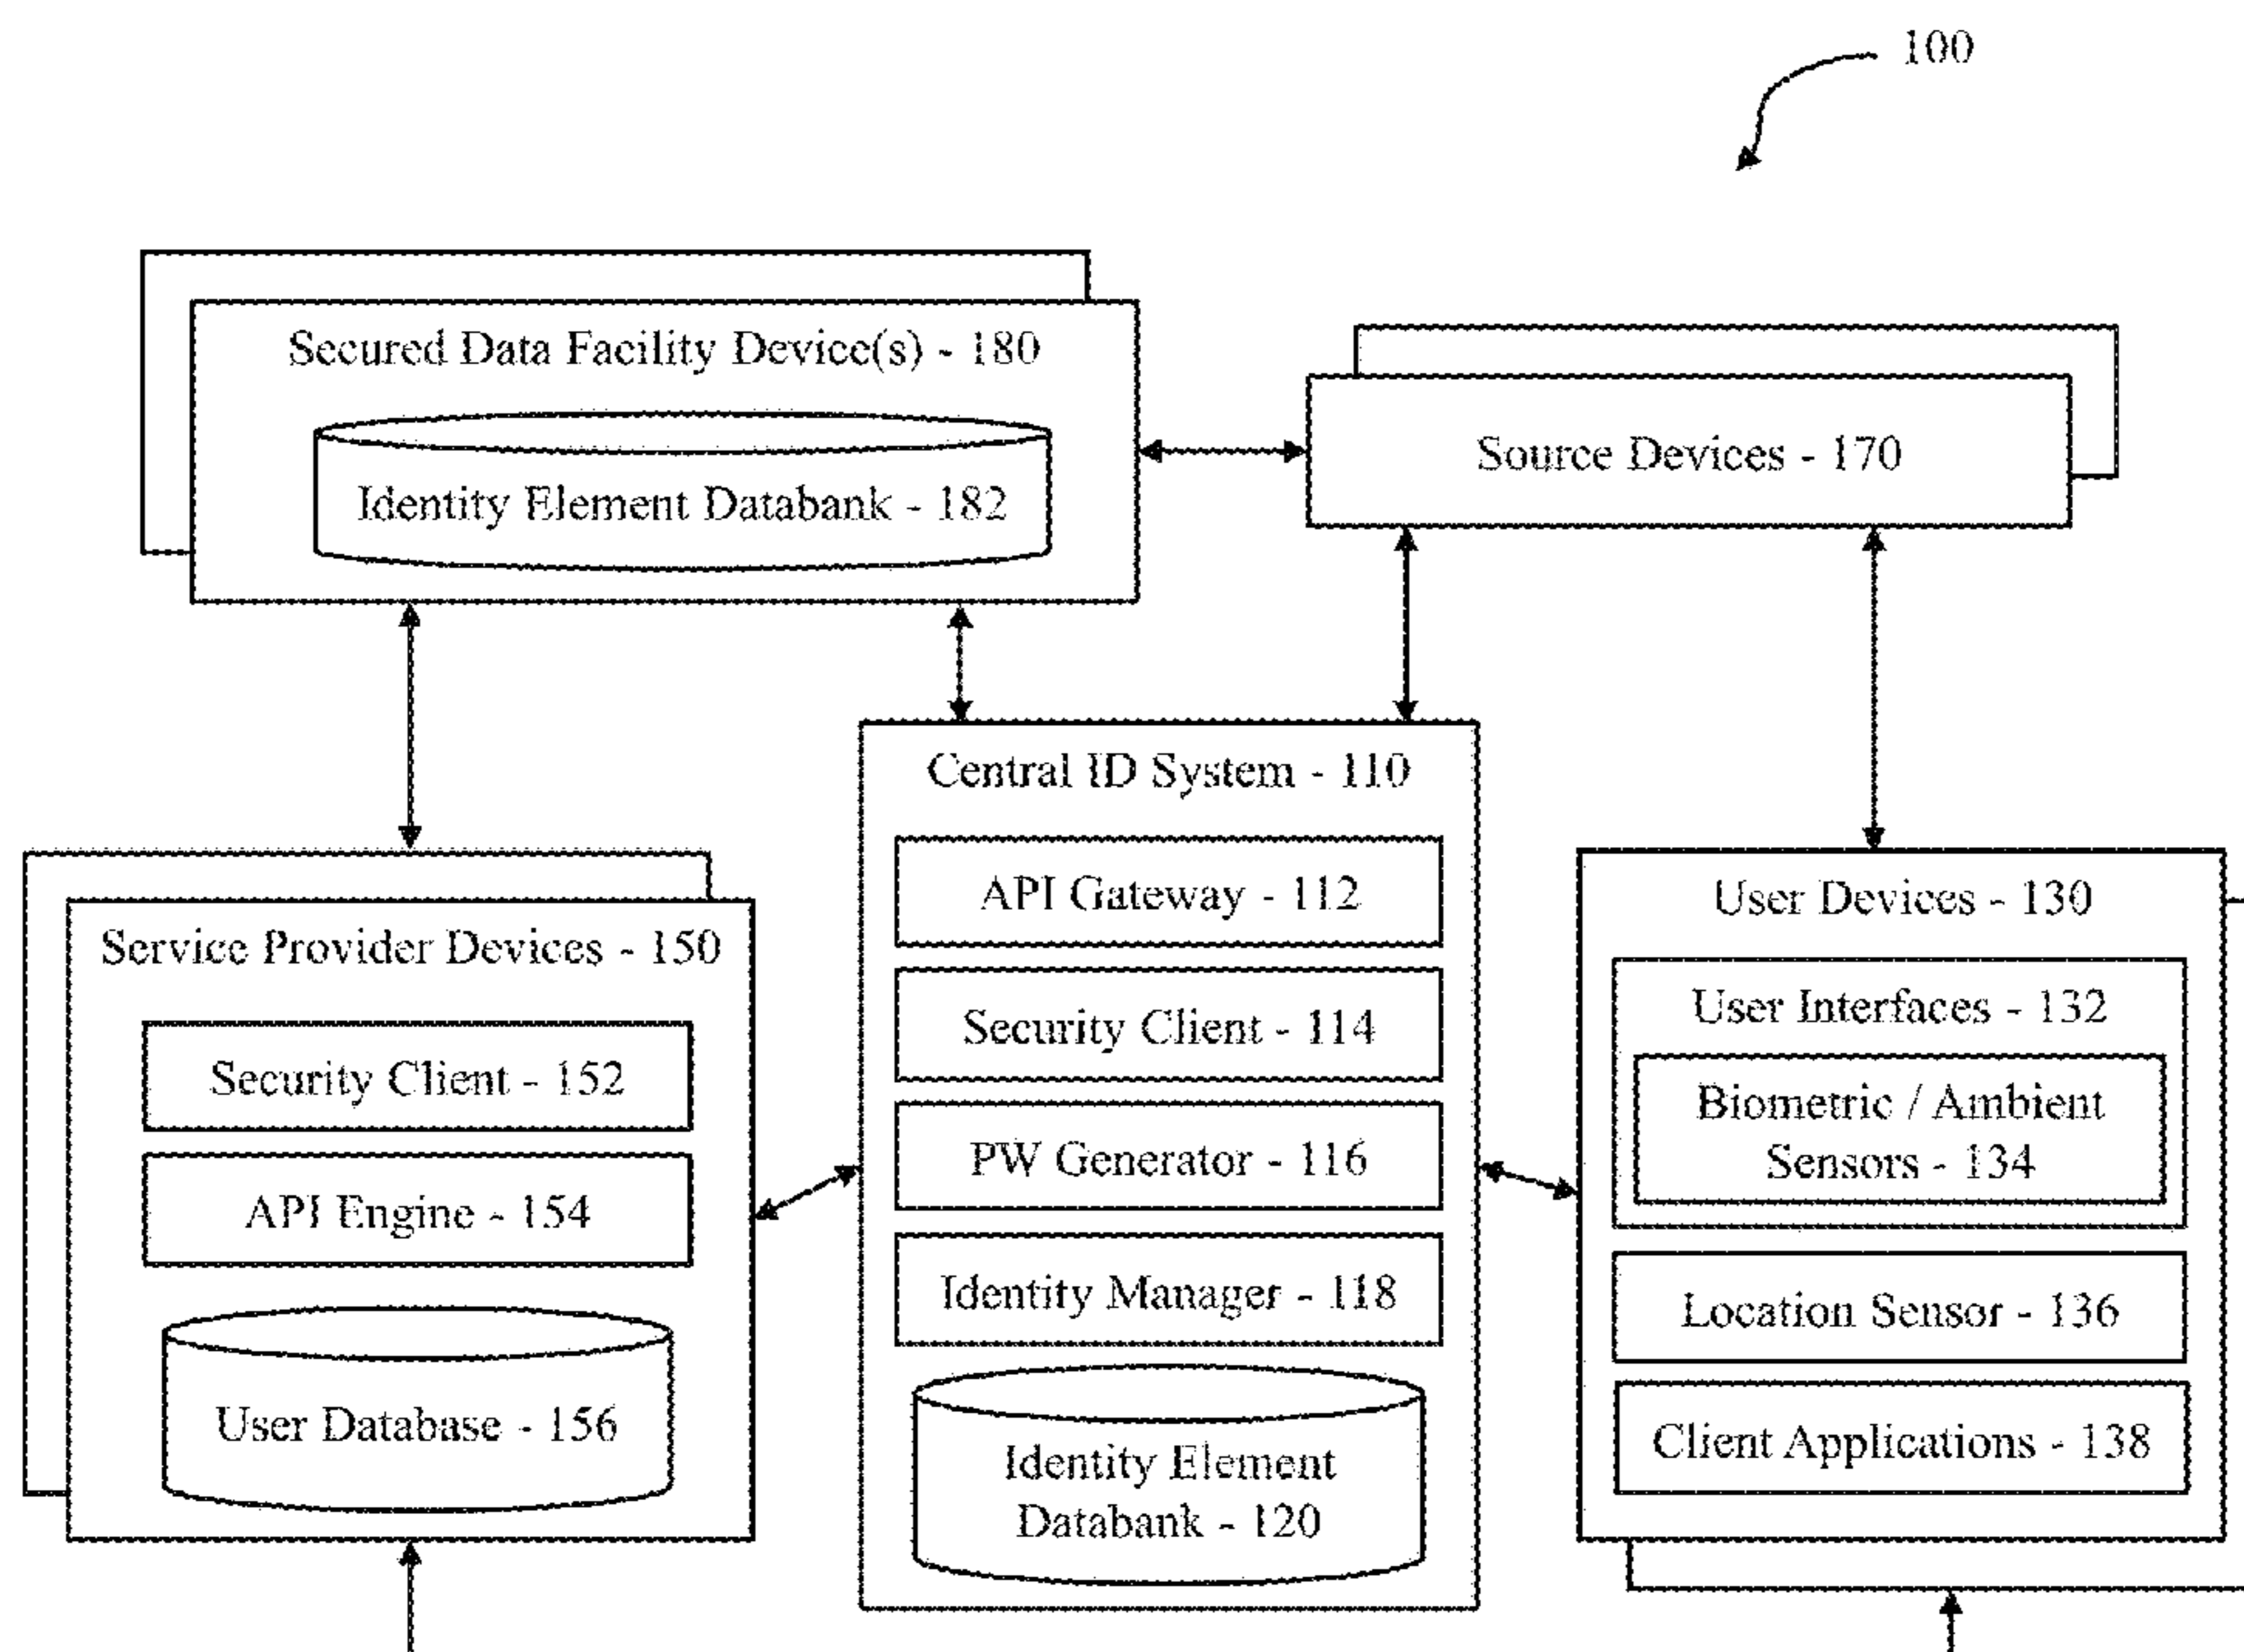 100
Secured Data Facility Device(s) - 180
Identity Element Databank - 182
Source Devices - 170
Central ID System - 110
API Gateway - 112
Security Client - 114
PW Generator - 116
Identity Manager - 118
Identity Element
Databank - 120
Service Provider Devices - 150
Security Client - 152
API Engine - 154
User Database - 156
User Devices - 130
User Interfaces - 132
Biometric / Ambient
Sensors - 134
Location Sensor - 136
Client Applications - 138